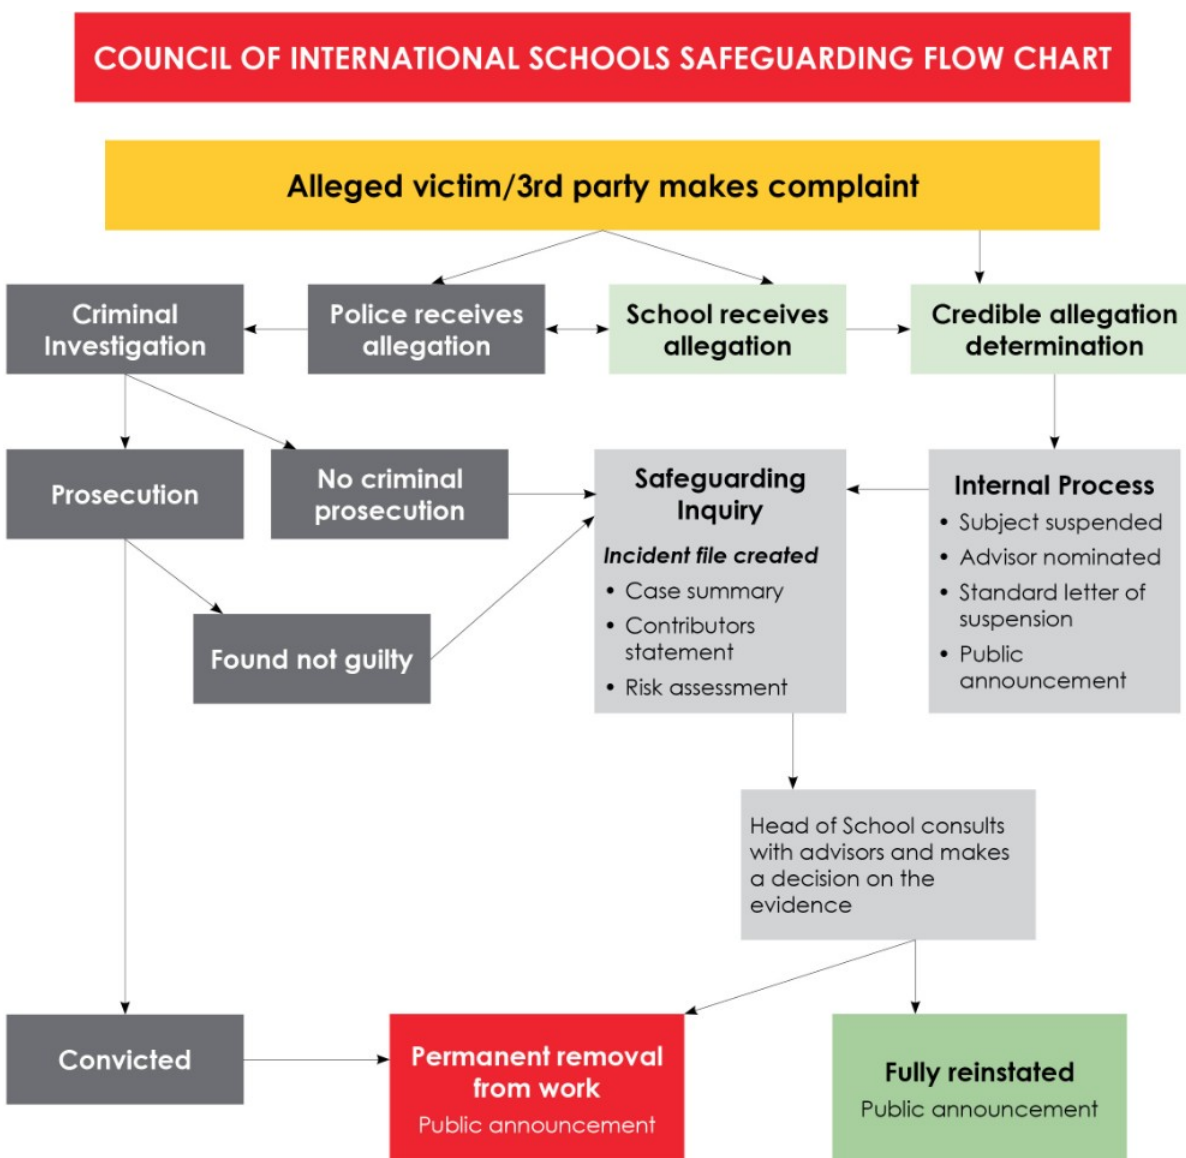 COUNCIL OF INTERNATIONAL SCHOOLS SAFEGUARDING FLOW CHART
Alleged victim/3rd party makes complaint
Criminal
Investigation
Police receives
allegation
School receives
allegation
Credible allegation
determination
Prosecution
No criminal
prosecution
Safeguarding
Inquiry
Incident file created
• Case summary
• Contributors
statement
• Risk assessment
Internal Process
• Subject suspended
• Advisor nominated
• Standard letter of
suspension
• Public
announcement
Found not guilty
Head of School consults
with advisors and makes
a decision on the
evidence
Convicted
Permanent removal
from work
Public announcement
Fully reinstated
Public announcement